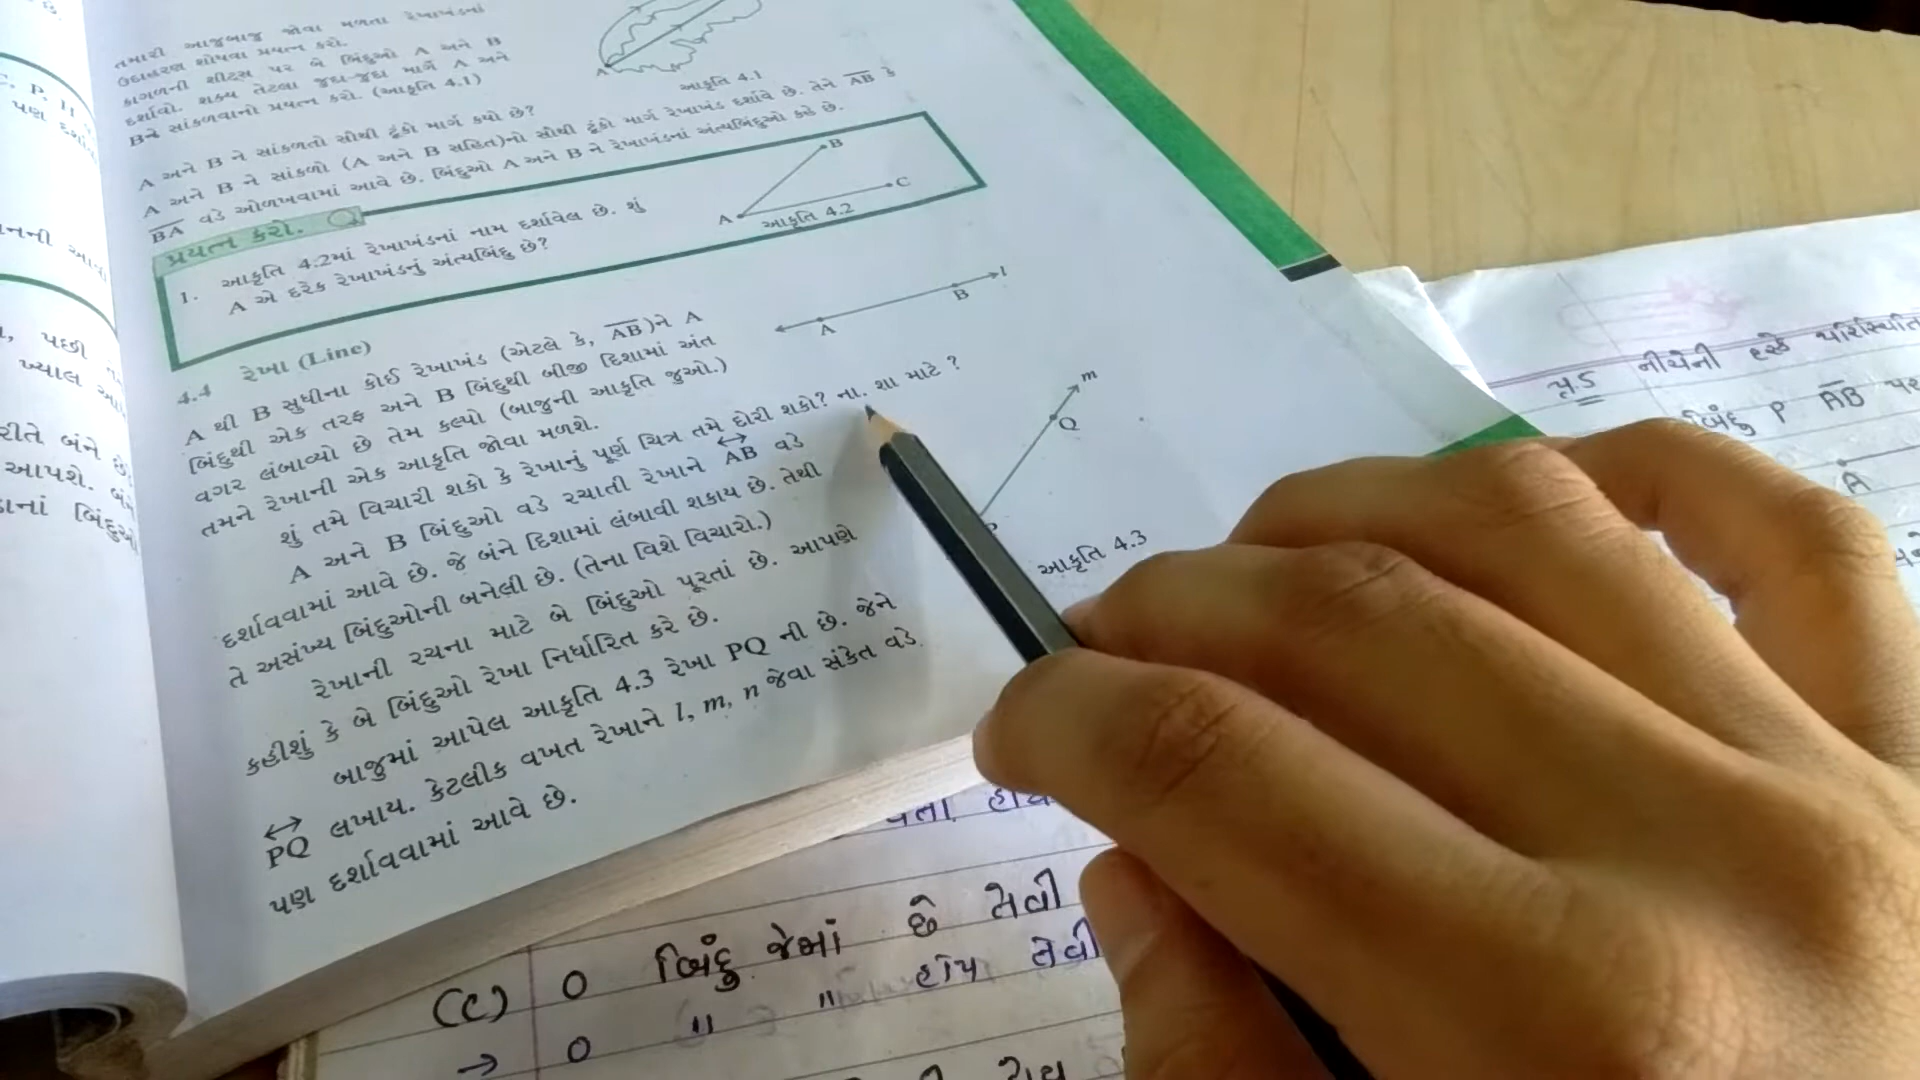 તમારી આજુબાજુ જોવા મળતા રેખાખંડનાં
ઉદાહરણ શોધવા પ્રયત્ન કરો.
કાગળની શીટ્સ પર બે બિંદુઓ A અને B
દર્શાવો. શક્ય તેટલા જુદા-જુદા માર્ગે A અને
Bને સાંકળવાનો પ્રયત્ન કરો. (આકૃતિ 4.1)
A
આકૃતિ 4.1
A અને B ને સાંકળતો સૌથી ટૂંકો માર્ગ કયો છે?
A અને B ને સાંકળો (A અને B સહિત)નો સૌથી ટૂંકો માર્ગ રેખાખંડ દર્શાવે છે. તેને AB કે
BA વડે ઓળખવામાં આવે છે. બિંદુઓ A અને B ને રેખાખંડનાં અંત્યબિંદુઓ કહે છે.
પ્રયત્ન કરો.
1. આકૃતિ 4.2માં રેખાખંડનાં નામ દર્શાવેલ છે. શું
A એ દરેક રેખાખંડનું અંત્યબિંદુ છે?
B
C
A
આકૃતિ 4.2
4.4 રેખા (Line)
A થી B સુધીના કોઈ રેખાખંડ (એટલે કે, AB)ને A
બિંદુથી એક તરફ અને B બિંદુથી બીજી દિશામાં અંત
વગર લંબાવ્યો છે તેમ કલ્પો (બાજુની આકૃતિ જુઓ.)
તમને રેખાની એક આકૃતિ જોવા મળશે.
A B l
શું તમે વિચારી શકો કે રેખાનું પૂર્ણ ચિત્ર તમે દોરી શકો? ના. શા માટે ?
A અને B બિંદુઓ વડે રચાતી રેખાને AB વડે
દર્શાવવામાં આવે છે. જે બંને દિશામાં લંબાવી શકાય છે. તેથી
તે અસંખ્ય બિંદુઓની બનેલી છે. (તેના વિશે વિચારો.)
રેખાની રચના માટે બે બિંદુઓ પૂરતાં છે. આપણે
કહીશું કે બે બિંદુઓ રેખા નિર્ધારિત કરે છે.
બાજુમાં આપેલ આકૃતિ 4.3 રેખા PQ ની છે. જેને
PQ લખાય. કેટલીક વખત રેખાને l, m, n જેવા સંકેત વડે
પણ દર્શાવવામાં આવે છે.
m
Q
P
આકૃતિ 4.3
પછી
ખ્યાલ
રીતે બંને
આપશે.
નીચેની દરેક પરિસ્થિતિ
બિંદુ P AB
A
(C) O બિંદુ જેમાં છે તેવી
→ O " " હોય તેવી